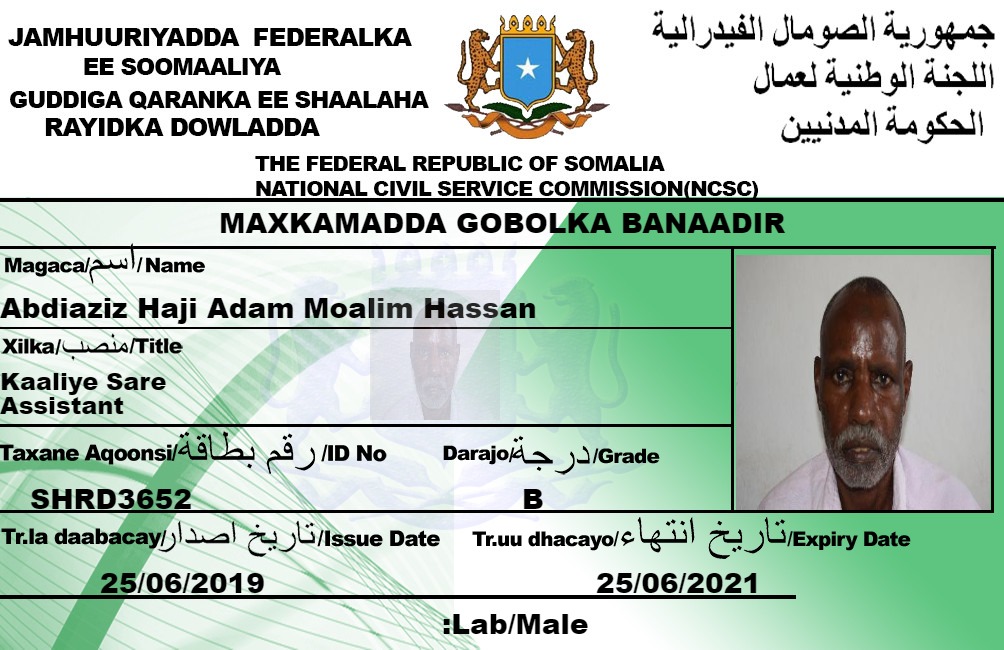 JAMHUURIYADDA FEDERALKA
EE SOOMAALIYA
GUDDIGA QARANKA EE SHAALAHA
RAYIDKA DOWLADDA
جمهورية الصومال الفيدرالية
اللجنة الوطنية لعمال
الحكومة المدنيين
THE FEDERAL REPUBLIC OF SOMALIA
NATIONAL CIVIL SERVICE COMMISSION(NCSC)
MAXKAMADDA GOBOLKA BANAADIR
Magaca/اسم/Name
Abdiaziz Haji Adam Moalim Hassan
Xilka/منصب/Title
Kaaliye Sare
Assistant
Taxane Aqoonsi/رقم بطاقة/ID No Darajo/درجة/Grade
SHRD3652 B
Tr.la daabacay/تاريخ اصدار/Issue Date Tr.uu dhacayo/تاريخ انتهاء/Expiry Date
25/06/2019 25/06/2021
:Lab/Male